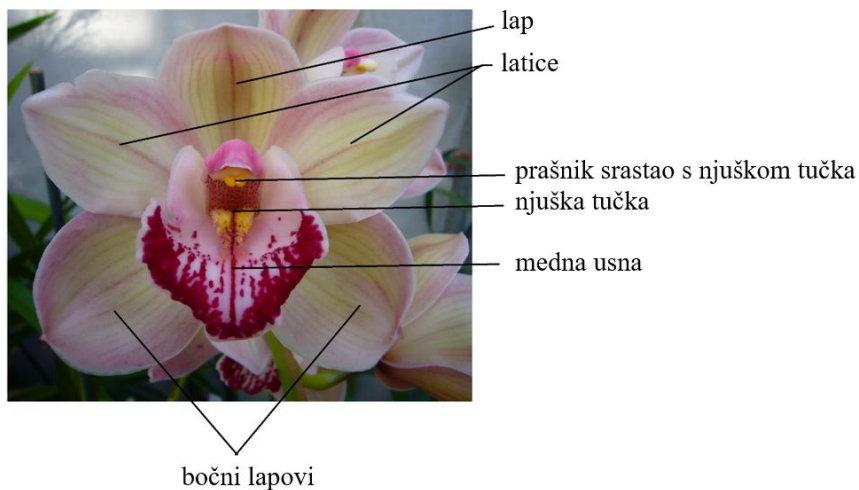 lap
latice
prašnik srastao s njuškom tučka
njuška tučka
medna usna
bočni lapovi